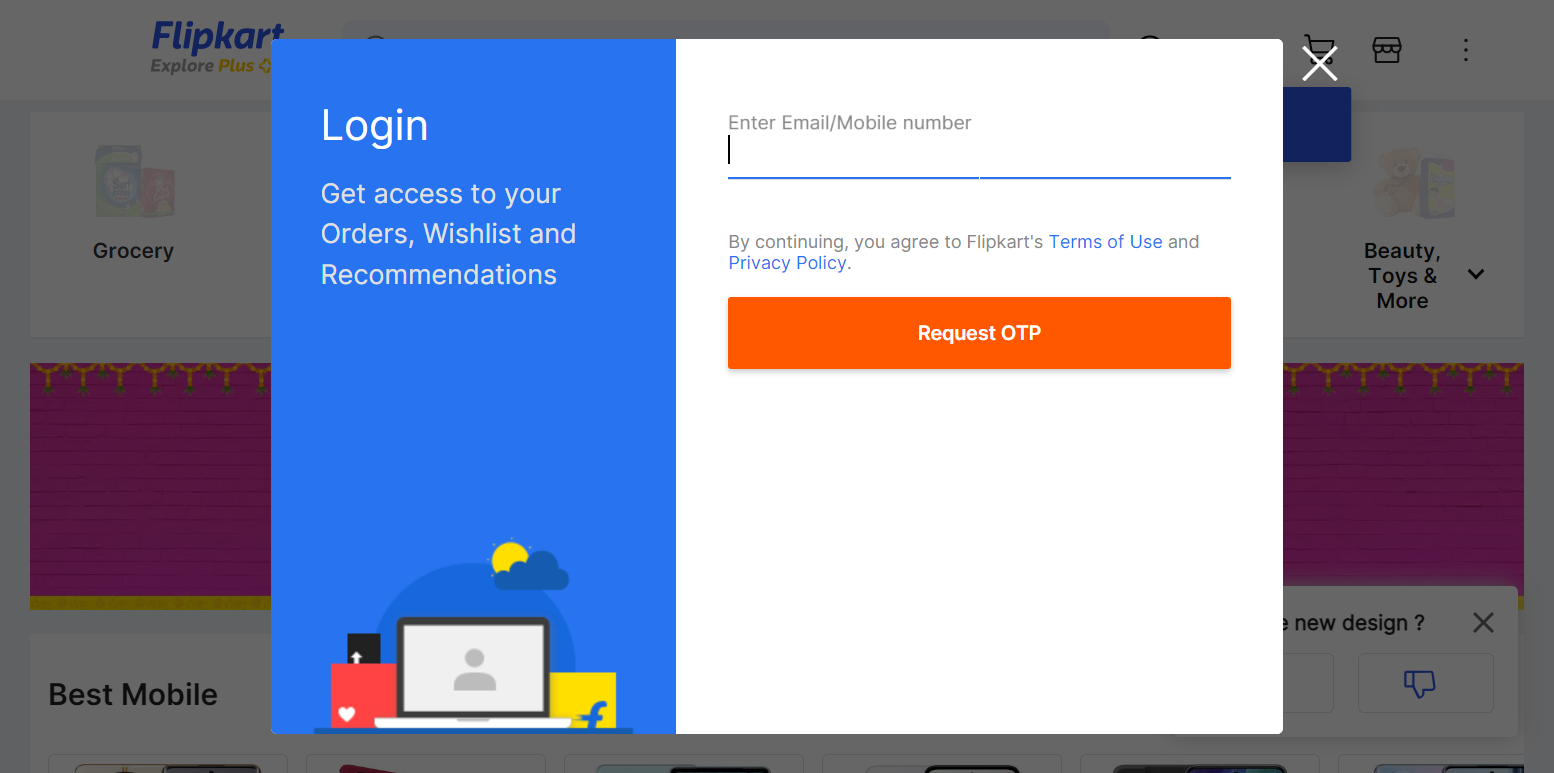 Flipkart
Explore Plus
Login
Get access to your
Orders, Wishlist and
Recommendations
Enter Email/Mobile number
By continuing, you agree to Flipkart's Terms of Use and
Privacy Policy.
Request OTP
Grocery
Beauty,
Toys &
More
new design ?
Best Mobile